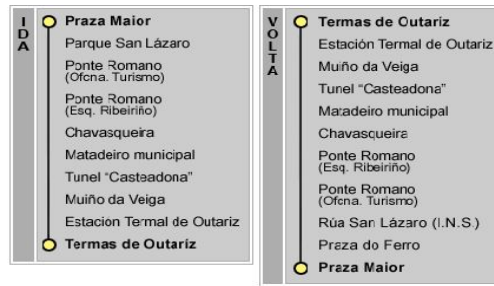 IDA
Praza Maior
Parque San Lázaro
Ponte Romano
(Ofcna. Turismo)
Ponte Romano
(Esq. Ribeiriño)
Chavasqueira
Matadeiro municipal
Tunel "Casteadona"
Muiño da Veiga
Estación Termal de Outariz
Termas de Outariz
VOLTA
Termas de Outariz
Estación Termal de Outariz
Muiño da Veiga
Tunel "Casteadona"
Matadeiro municipal
Chavasqueira
Ponte Romano
(Esq. Ribeiriño)
Ponte Romano
(Ofcna. Turismo)
Rúa San Lázaro (I.N.S.)
Praza do Ferro
Praza Maior